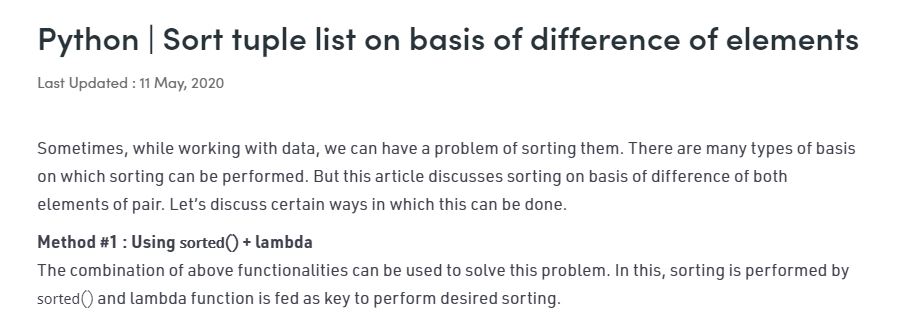 Python | Sort tuple list on basis of difference of elements
Last Updated : 11 May, 2020
Sometimes, while working with data, we can have a problem of sorting them. There are many types of basis
on which sorting can be performed. But this article discusses sorting on basis of difference of both
elements of pair. Let’s discuss certain ways in which this can be done.
Method #1 : Using sorted() + lambda
The combination of above functionalities can be used to solve this problem. In this, sorting is performed by
sorted() and lambda function is fed as key to perform desired sorting.